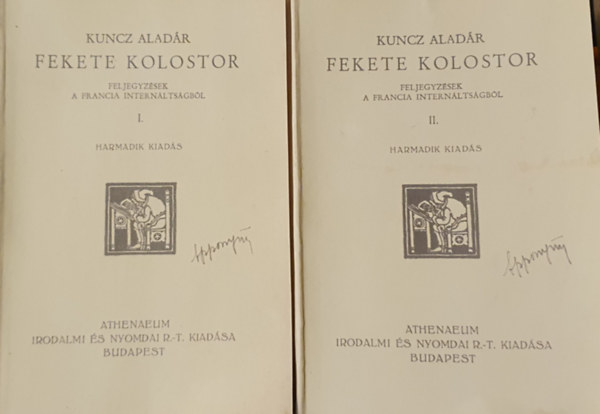 KUNCZ ALADÁR
FEKETE KOLOSTOR
FELJEGYZÉSEK
A FRANCIA INTERNÁLTSÁGBÓL
I.
HARMADIK KIADÁS
ATHENAEUM
IRODALMI ÉS NYOMDAI R.-T. KIADÁSA
BUDAPEST
KUNCZ ALADÁR
FEKETE KOLOSTOR
FELJEGYZÉSEK
A FRANCIA INTERNÁLTSÁGBÓL
II.
HARMADIK KIADÁS
ATHENAEUM
IRODALMI ÉS NYOMDAI R.-T. KIADÁSA
BUDAPEST